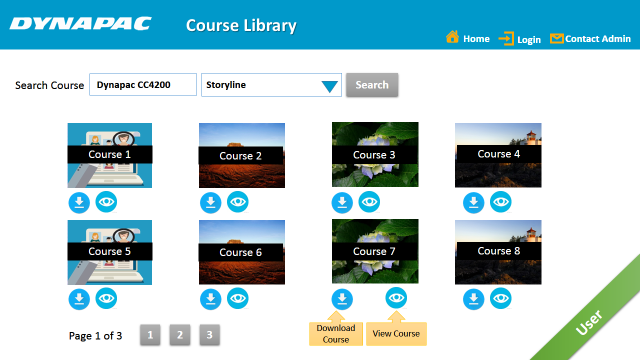 DYNAPAC
Course Library
Home
Login
Contact Admin
Search Course
Dynapac CC4200
Storyline
Search
Course 1
Course 2
Course 3
Course 4
Course 5
Course 6
Course 7
Course 8
Download
Course
View Course
Page 1 of 3
1
2
3
User